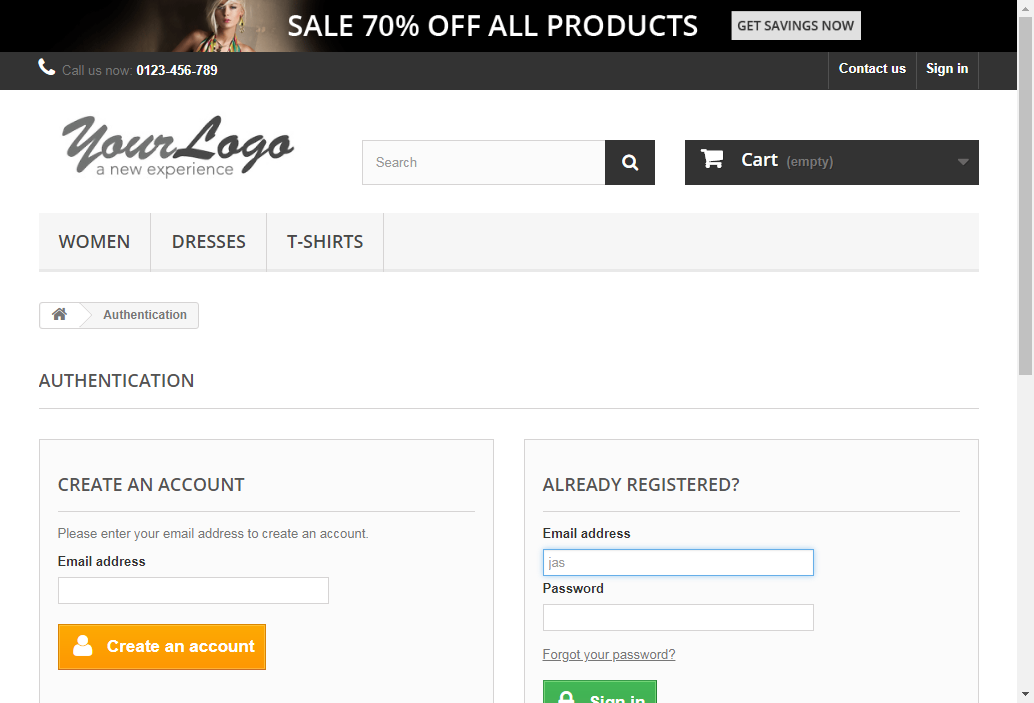 SALE 70% OFF ALL PRODUCTS GET SAVINGS NOW
Call us now: 0123-456-789 Contact us Sign in
YourLogo
a new experience
Search
Cart (empty)
WOMEN DRESSES T-SHIRTS
Authentication
AUTHENTICATION
CREATE AN ACCOUNT
Please enter your email address to create an account.
Email address
Create an account
ALREADY REGISTERED?
Email address
jas
Password
Forgot your password?
Sign in